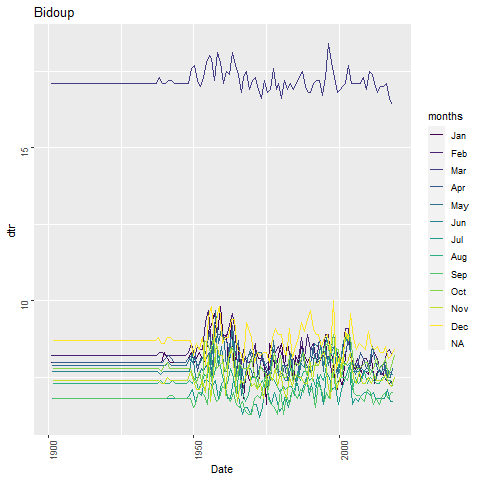 Bidoup
dtr
15
10
1900
1950
2000
Date
months
Jan
Feb
Mar
Apr
May
Jun
Jul
Aug
Sep
Oct
Nov
Dec
NA